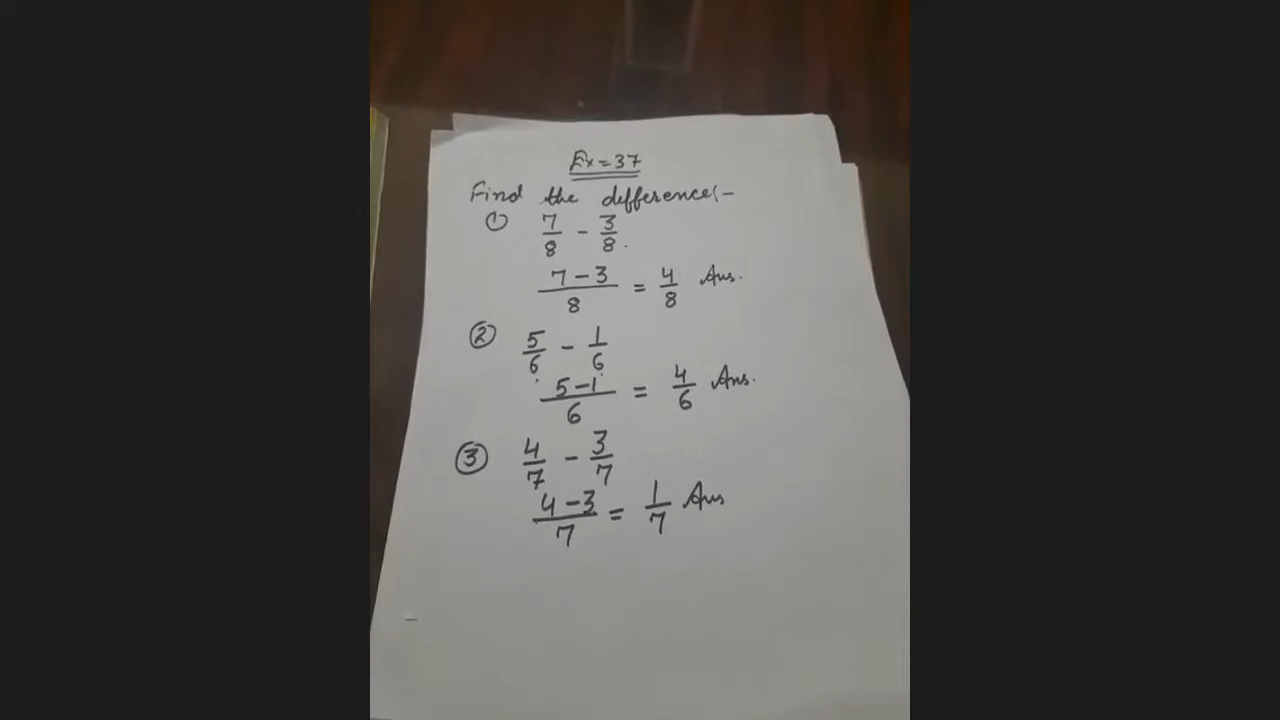 Ex = 37
Find the difference:-
① 7/8 - 3/8.
7 - 3/8 = 4/8 Ans.
② 5/6 - 1/6
5 - 1/6 = 4/6 Ans.
③ 4/7 - 3/7
4 - 3/7 = 1/7 Ans